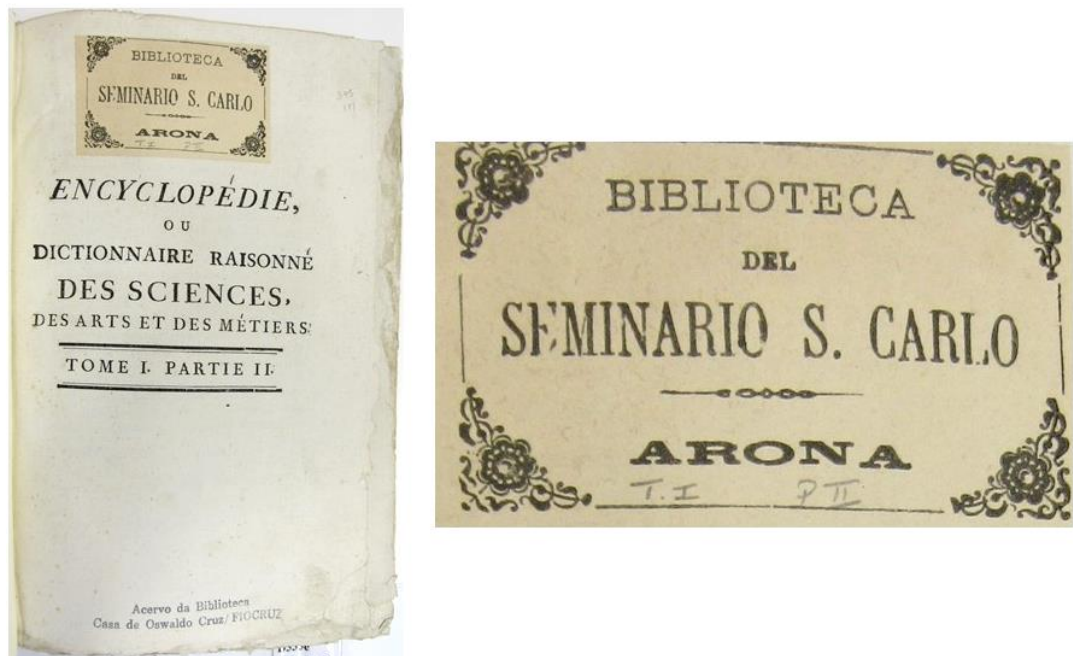 BIBLIOTECA
DEL
SEMINARIO S. CARLO
ARONA
T.I P II
ENCYCLOPÉDIE,
OU
DICTIONNAIRE RAISONNÉ
DES SCIENCES,
DES ARTS ET DES MÉTIERS.
TOME I. PARTIE II.
Acervo da Biblioteca
Casa de Oswaldo Cruz/FIOCRUZ
BIBLIOTECA
DEL
SEMINARIO S. CARLO
ARONA
T.I P II